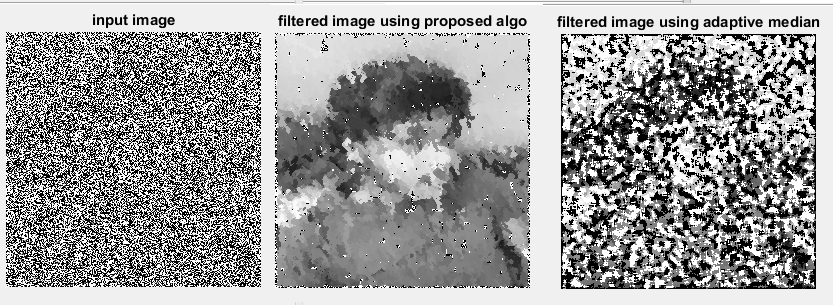 input image
filtered image using proposed algo
filtered image using adaptive median